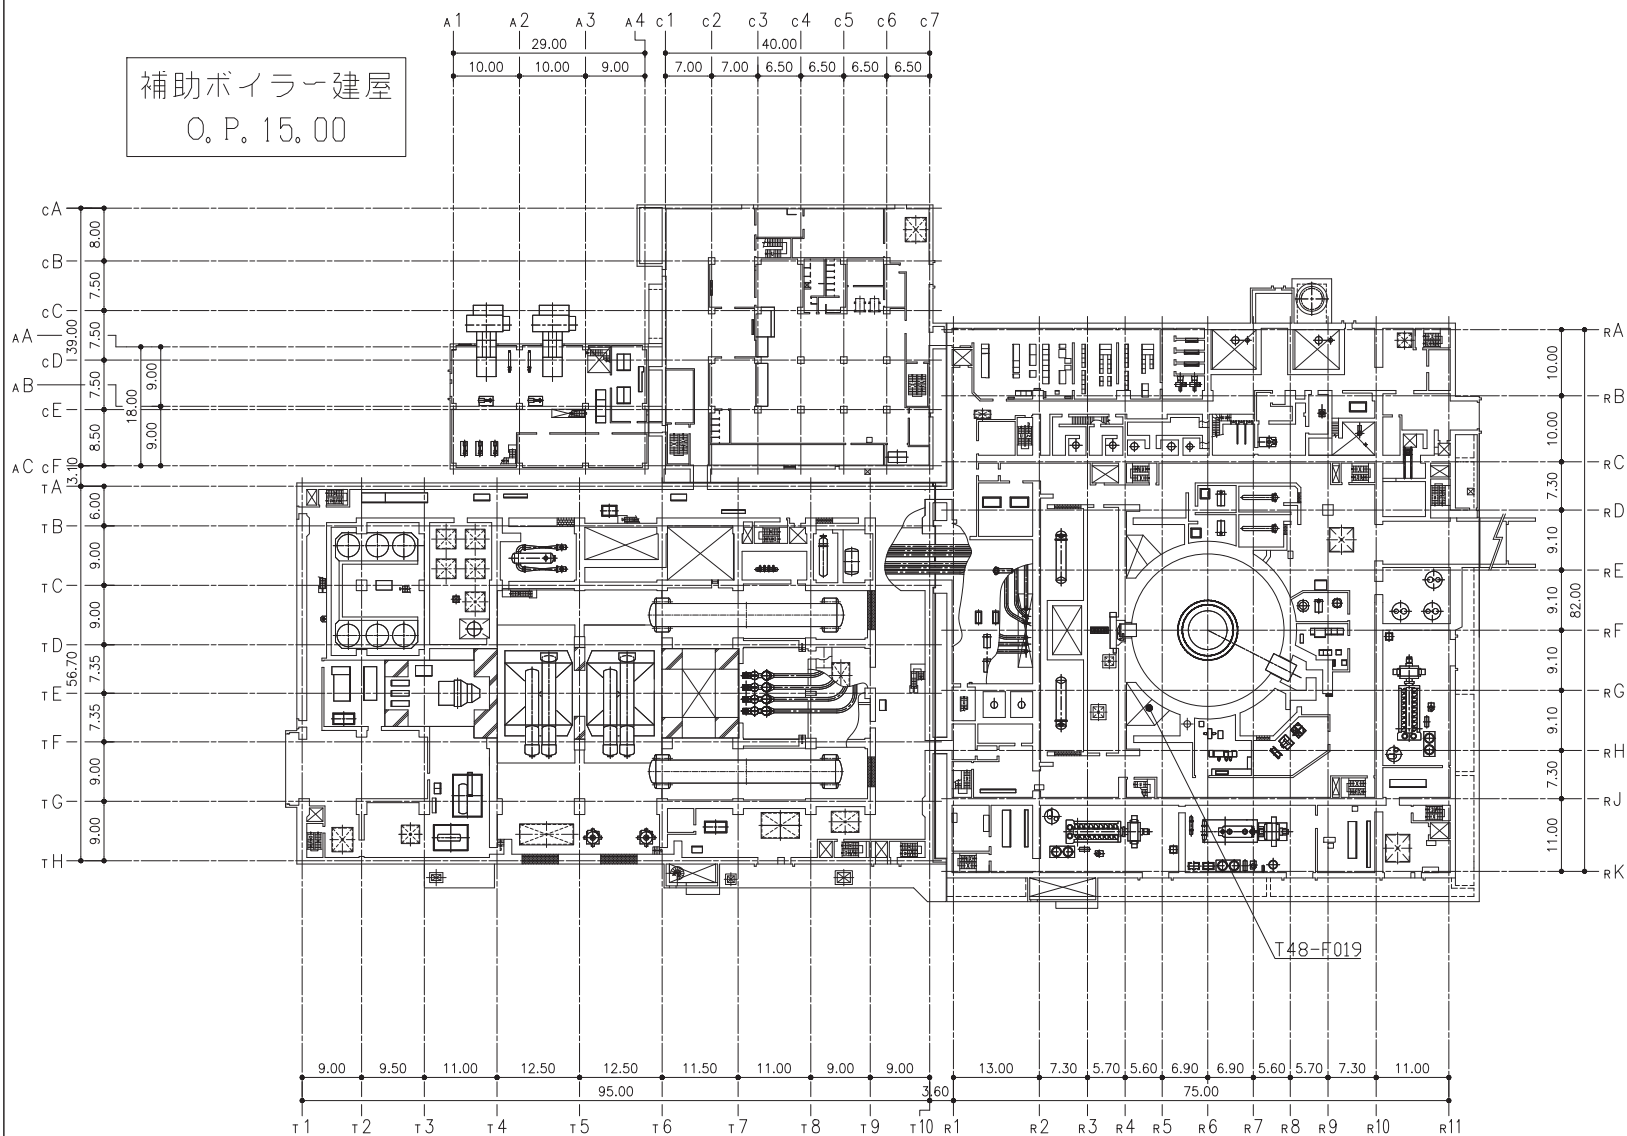 A1 A2 A3 A4 C1 C2 C3 C4 C5 C6 C7
29.00 40.00
10.00 10.00 9.00 7.00 7.00 6.50 6.50 6.50 6.50
補助ボイラー建屋
O.P.15.00
CA
8.00
CB
7.50
CC
AA
39.00
7.50
CD
AB
7.50
CE
8.50
AC CF
3.10
18.00
9.00
9.00
TA
6.00
TB
9.00
TC
9.00
TD
56.70
7.35
TE
7.35
TF
9.00
TG
9.00
TH
RA
10.00
RB
10.00
RC
7.30
RD
9.10
RE
9.10
82.00
RF
9.10
RG
9.10
RH
7.30
RJ
11.00
RK
T48-F019
9.00 9.50 11.00 12.50 12.50 11.50 11.00 9.00 9.00 13.00 7.30 5.70 5.60 6.90 6.90 5.60 5.70 7.30 11.00
95.00 3.60 75.00
T1 T2 T3 T4 T5 T6 T7 T8 T9 T10 R1 R2 R3 R4 R5 R6 R7 R8 R9 R10 R11